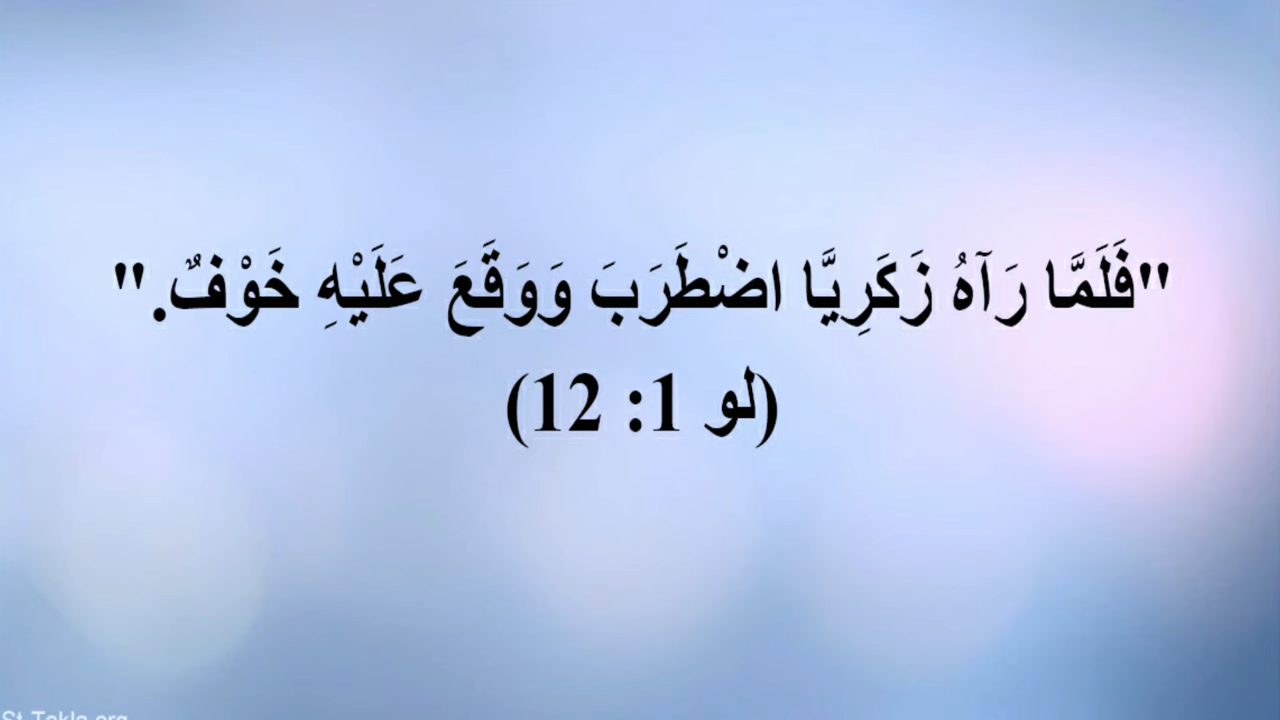 "فَلَمَّا رَآهُ زَكَرِيَّا اضْطَرَبَ وَوَقَعَ عَلَيْهِ خَوْفٌ."
(لو 1: 12)
St-Takla.org